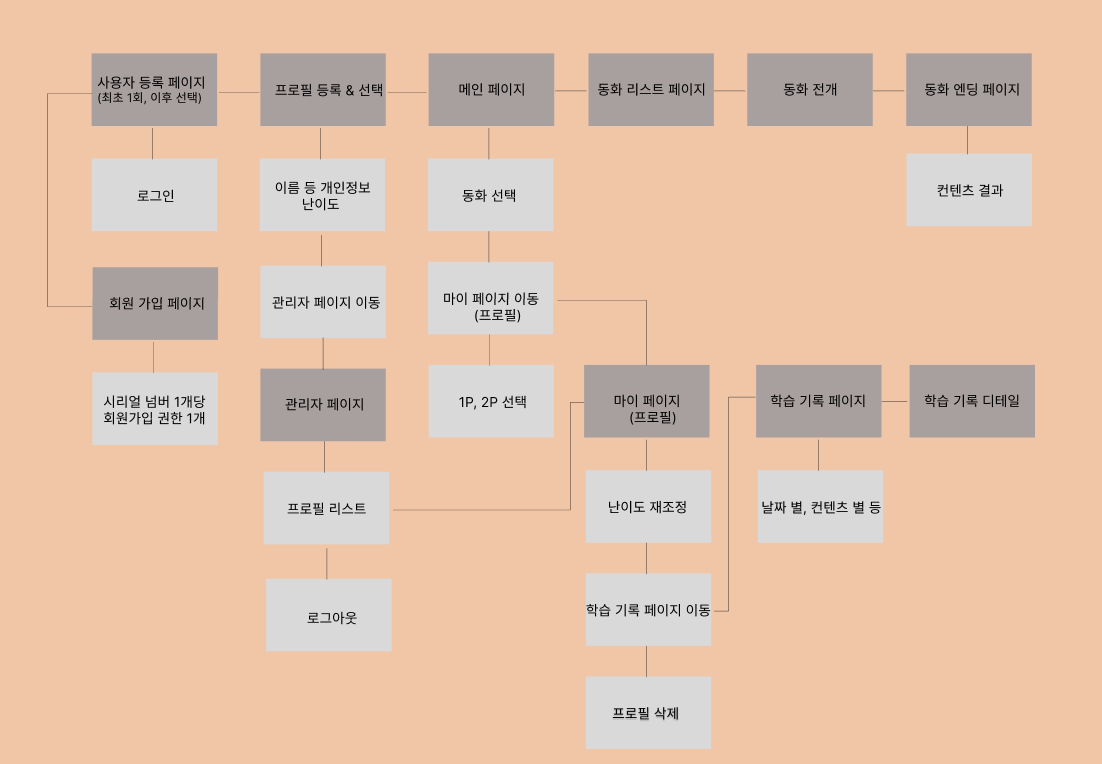 사용자 등록 페이지
(최초 1회, 이후 선택)
프로필 등록 & 선택
메인 페이지
동화 리스트 페이지
동화 전개
동화 엔딩 페이지
로그인
이름 등 개인정보
난이도
동화 선택
컨텐츠 결과
회원 가입 페이지
관리자 페이지 이동
마이 페이지 이동
(프로필)
시리얼 넘버 1개당
회원가입 권한 1개
관리자 페이지
1P, 2P 선택
마이 페이지
(프로필)
학습 기록 페이지
학습 기록 디테일
프로필 리스트
난이도 재조정
날짜 별, 컨텐츠 별 등
로그아웃
학습 기록 페이지 이동
프로필 삭제